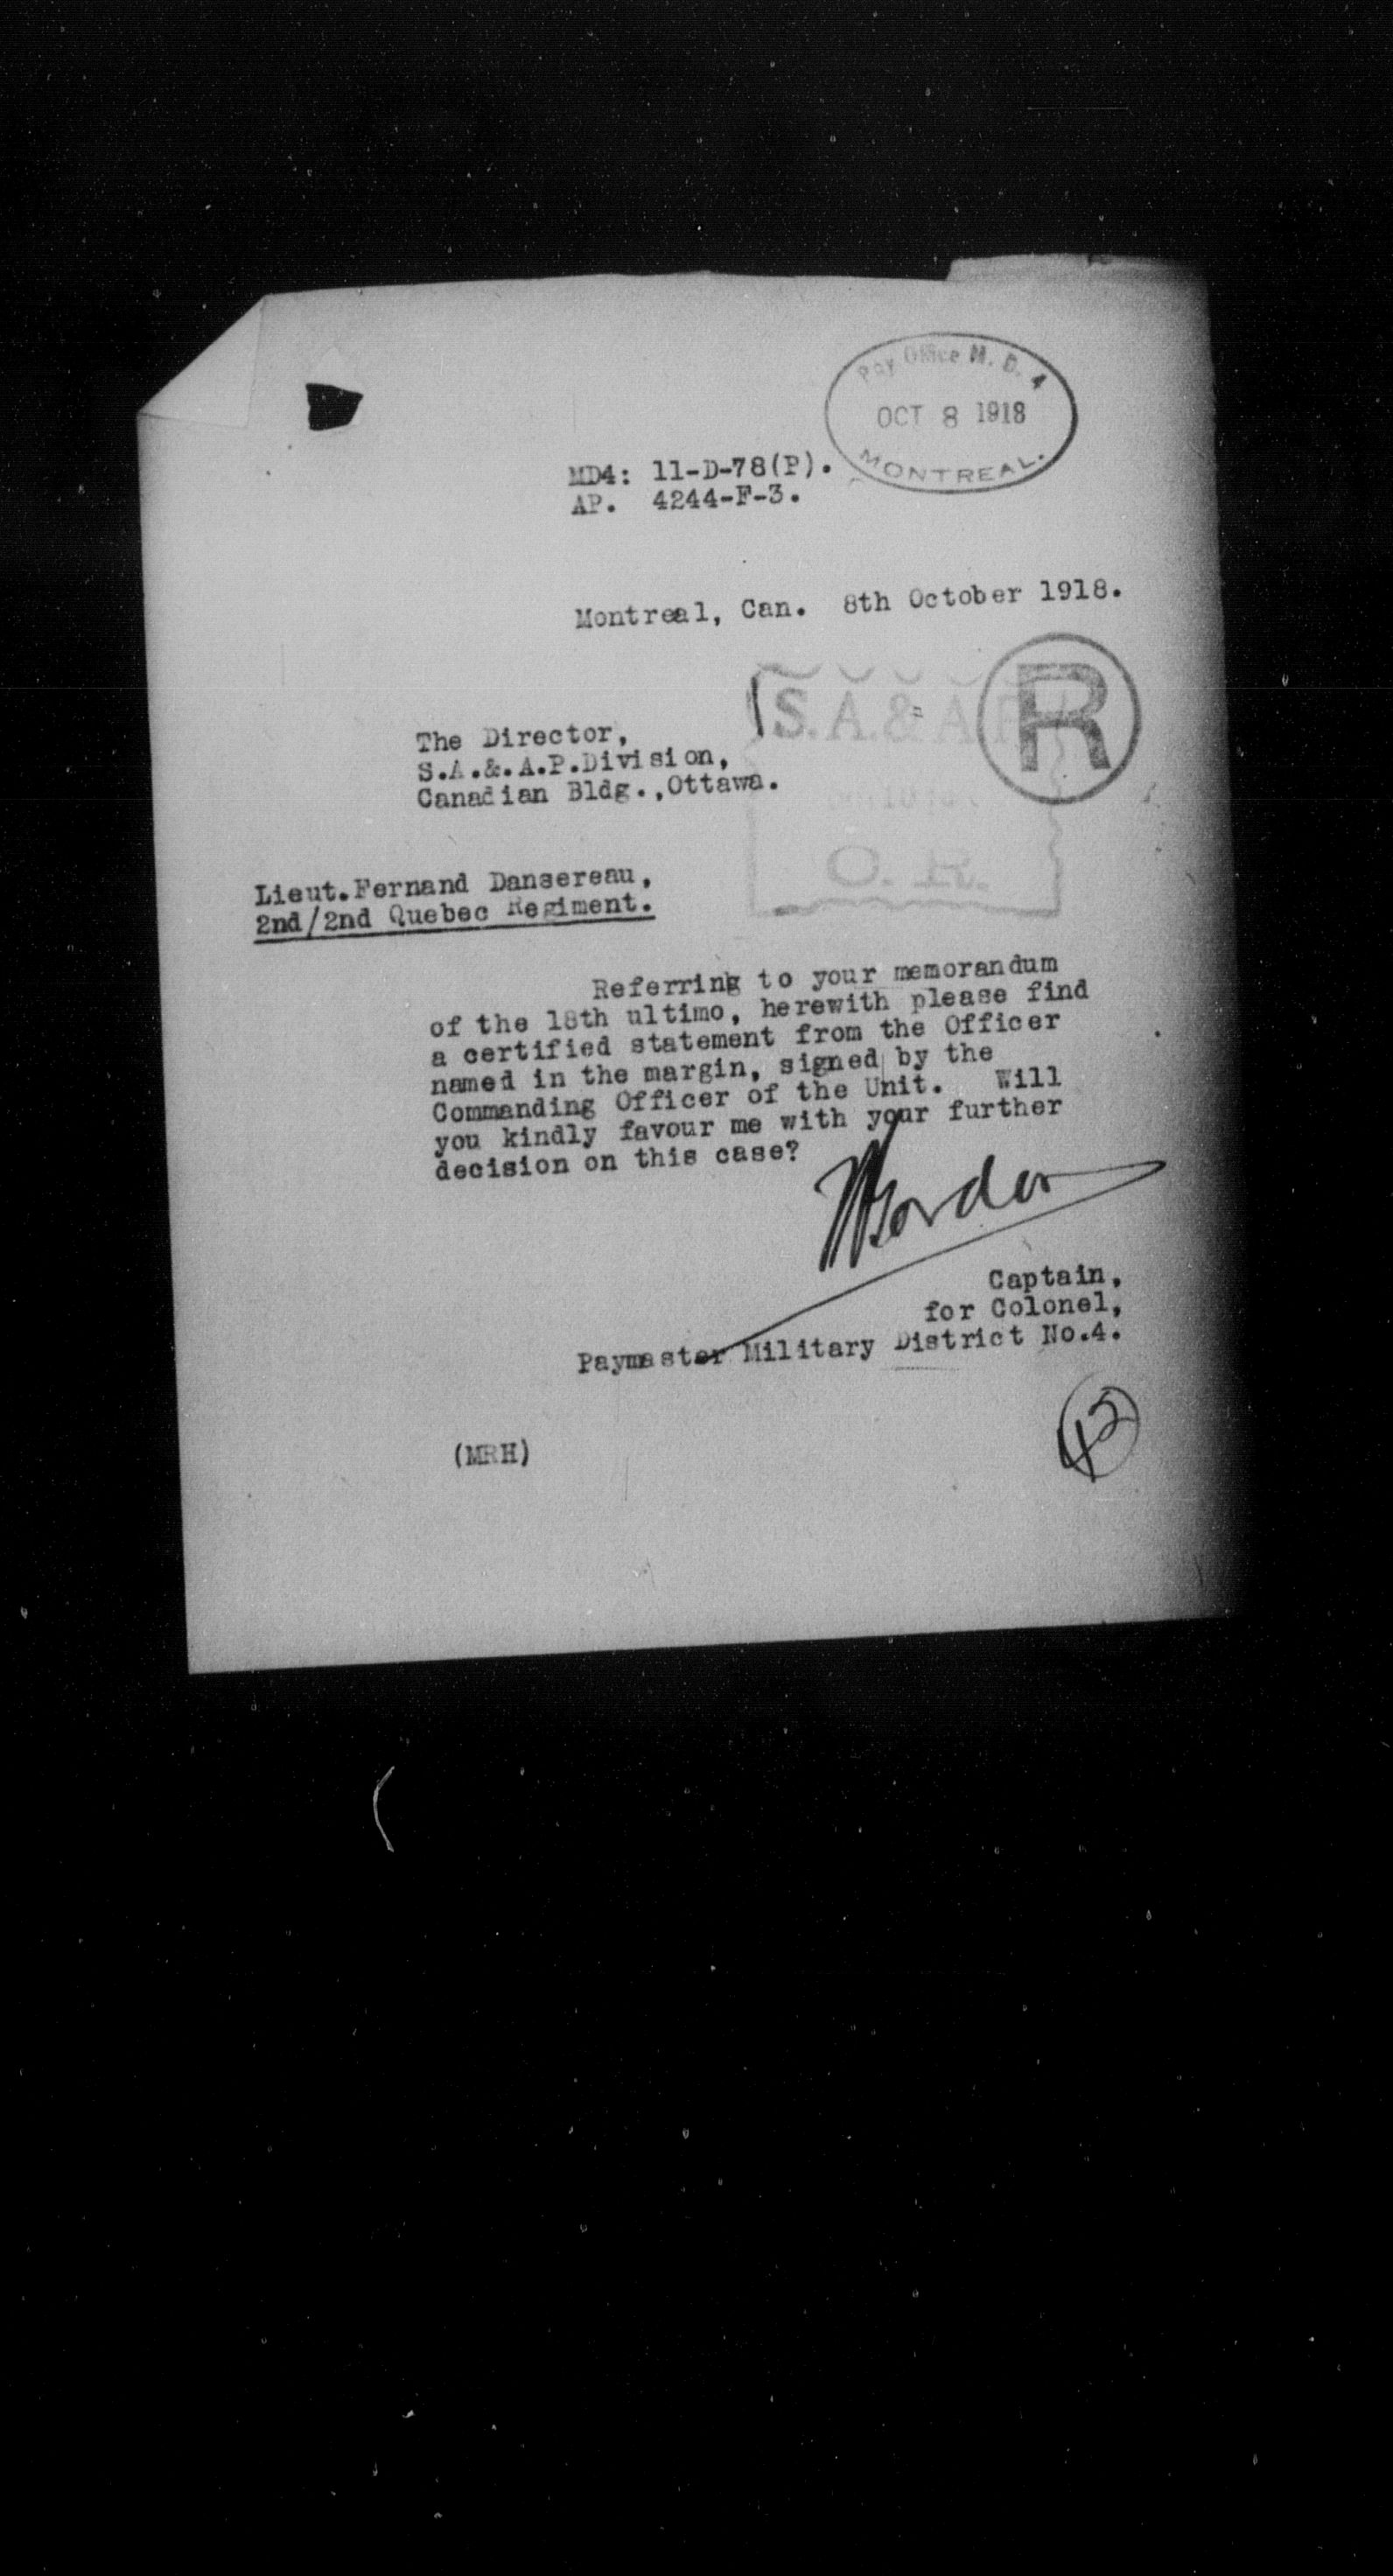 Pay Office M. D. 4
OCT 8 1918
MONTREAL.
MD4: 11-D-78(P).
AP. 4244-F-3.
Montreal, Can. 8th October 1918.
S.A.& A.P.
R
The Director,
S.A.&.A.P.Division,
Canadian Bldg.,Ottawa.
O. R.
Lieut.Fernand Dansereau,
2nd/2nd Quebec Regiment.
Referring to your memorandum
of the 18th ultimo, herewith please find
a certified statement from the Officer
named in the margin, signed by the
Commanding Officer of the Unit. Will
you kindly favour me with your further
decision on this case?
Captain,
for Colonel,
Paymaster Military District No.4.
(MRH)
45